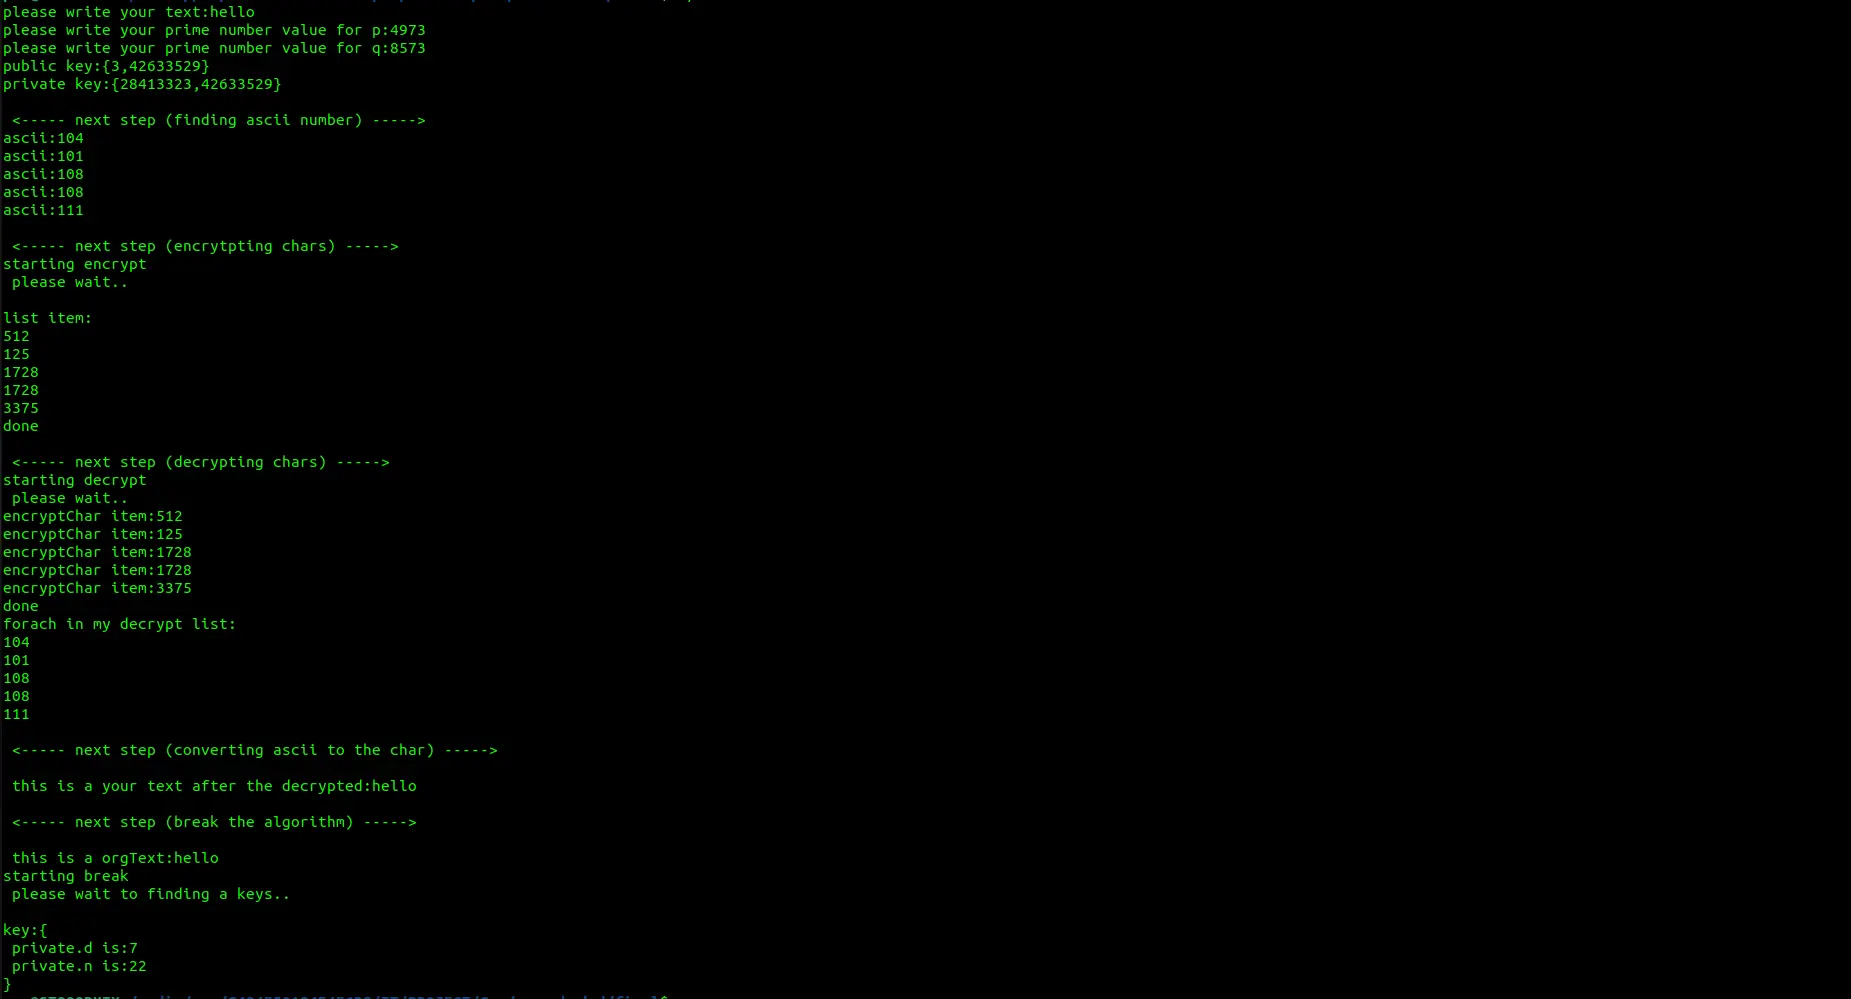 please write your text:hello
please write your prime number value for p:4973
please write your prime number value for q:8573
public key:{3,42633529}
private key:{28413323,42633529}
<----- next step (finding ascii number) ----->
ascii:104
ascii:101
ascii:108
ascii:108
ascii:111
<----- next step (encrytpting chars) ----->
starting encrypt
please wait..
list item:
512
125
1728
1728
3375
done
<----- next step (decrypting chars) ----->
starting decrypt
please wait..
encryptChar item:512
encryptChar item:125
encryptChar item:1728
encryptChar item:1728
encryptChar item:3375
done
forach in my decrypt list:
104
101
108
108
111
<----- next step (converting ascii to the char) ----->
this is a your text after the decrypted:hello
<----- next step (break the algorithm) ----->
this is a orgText:hello
starting break
please wait to finding a keys..
key:{
private.d is:7
private.n is:22
}